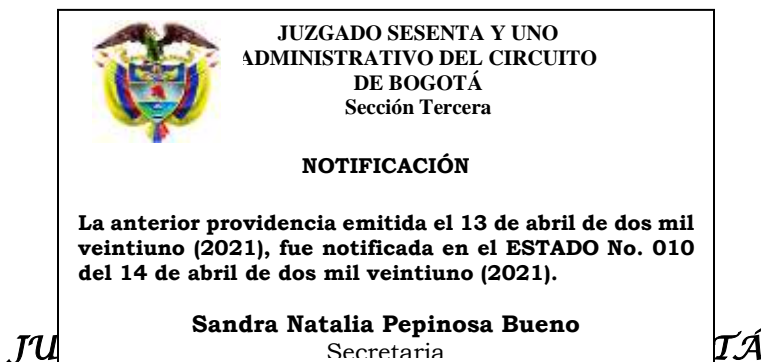 JUZGADO SESENTA Y UNO
ADMINISTRATIVO DEL CIRCUITO
DE BOGOTÁ
Sección Tercera
NOTIFICACIÓN
La anterior providencia emitida el 13 de abril de dos mil
veintiuno (2021), fue notificada en el ESTADO No. 010
del 14 de abril de dos mil veintiuno (2021).
Sandra Natalia Pepinosa Bueno
Secretaria
JU TÁ